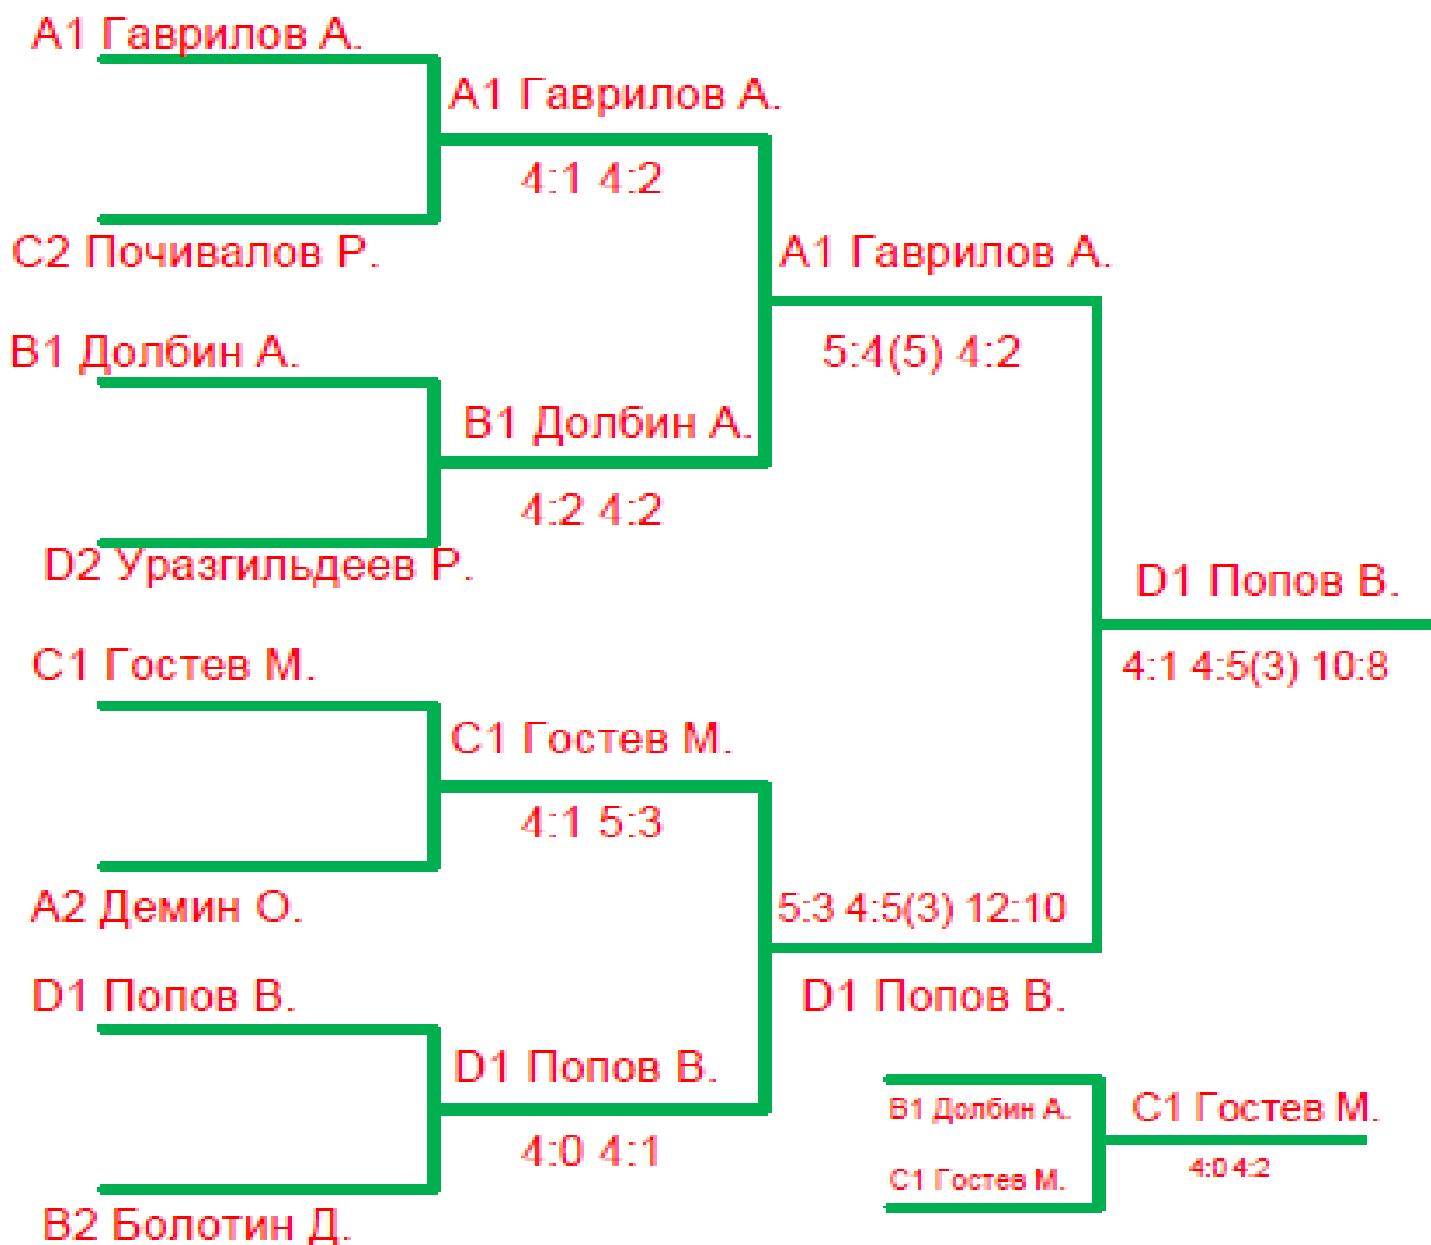 A1 Гаврилов А.
A1 Гаврилов А.
4:1 4:2
C2 Почивалов Р.
A1 Гаврилов А.
B1 Долбин А.
5:4(5) 4:2
B1 Долбин А.
4:2 4:2
D2 Уразгильдеев Р.
D1 Попов В.
C1 Гостев М.
4:1 4:5(3) 10:8
C1 Гостев М.
4:1 5:3
A2 Демин О.
5:3 4:5(3) 12:10
D1 Попов В.
D1 Попов В.
D1 Попов В.
B1 Долбин А.
C1 Гостев М.
4:0 4:1
4:0 4:2
C1 Гостев М.
B2 Болотин Д.